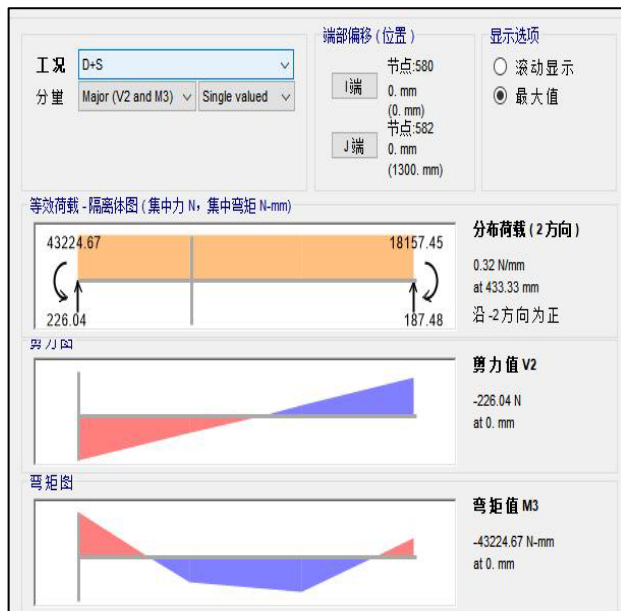 端部偏移(位置)
显示选项
工况 D+S
分量 Major (V2 and M3) Single valued
I端
节点:580
0. mm
(0. mm)
J端
节点:582
0. mm
(1300. mm)
滚动显示
最大值
等效荷载 - 隔离体图(集中力 N，集中弯矩 N-mm)
43224.67 18157.45
226.04 187.48
分布荷载(2方向)
0.32 N/mm
at 433.33 mm
沿 -2方向为正
剪力图
剪力值 V2
-226.04 N
at 0. mm
弯矩图
弯矩值 M3
-43224.67 N-mm
at 0. mm